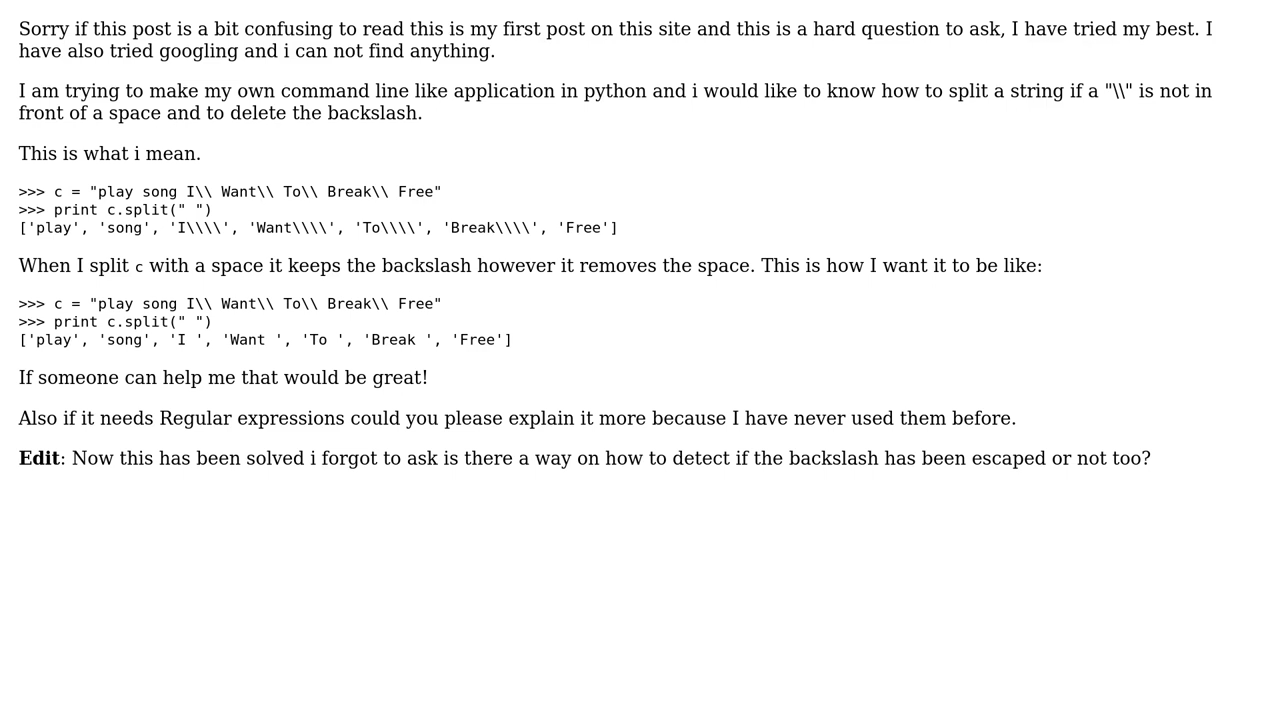 Sorry if this post is a bit confusing to read this is my first post on this site and this is a hard question to ask, I have tried my best. I
have also tried googling and i can not find anything.
I am trying to make my own command line like application in python and i would like to know how to split a string if a "\\" is not in
front of a space and to delete the backslash.
This is what i mean.
>>> c = "play song I\\ Want\\ To\\ Break\\ Free"
>>> print c.split(" ")
['play', 'song', 'I\\\\', 'Want\\\\', 'To\\\\', 'Break\\\\', 'Free']
When I split c with a space it keeps the backslash however it removes the space. This is how I want it to be like:
>>> c = "play song I\\ Want\\ To\\ Break\\ Free"
>>> print c.split(" ")
['play', 'song', 'I ', 'Want ', 'To ', 'Break ', 'Free']
If someone can help me that would be great!
Also if it needs Regular expressions could you please explain it more because I have never used them before.
Edit: Now this has been solved i forgot to ask is there a way on how to detect if the backslash has been escaped or not too?